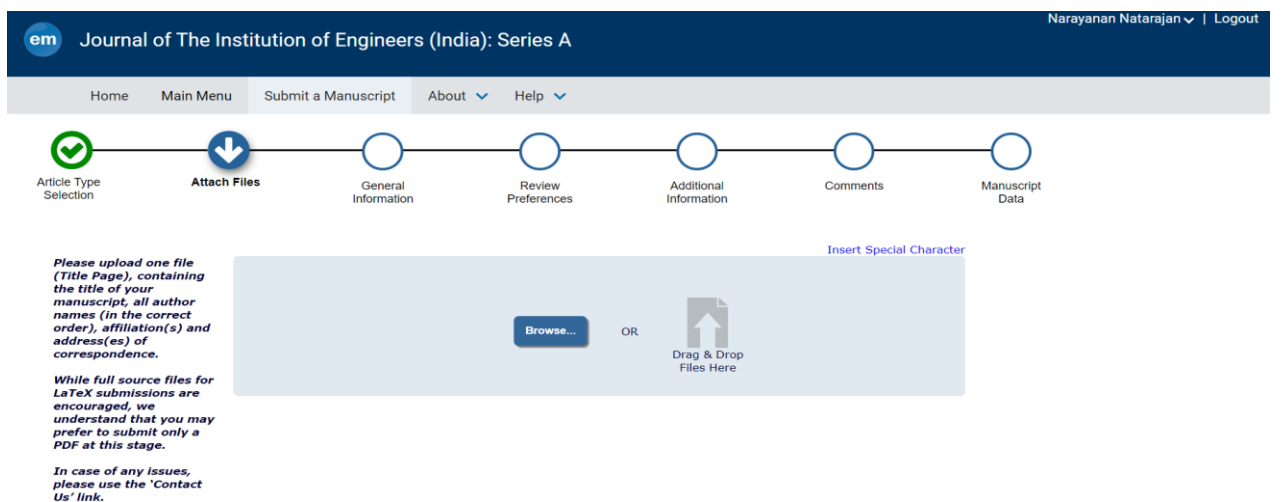 Narayanan Natarajan | Logout
em Journal of The Institution of Engineers (India): Series A
Home Main Menu Submit a Manuscript About Help
Article Type
Selection
Attach Files
General
Information
Review
Preferences
Additional
Information
Comments
Manuscript
Data
Insert Special Character
Please upload one file
(Title Page), containing
the title of your
manuscript, all author
names (in the correct
order), affiliation(s) and
address(es) of
correspondence.
While full source files for
LaTeX submissions are
encouraged, we
understand that you may
prefer to submit only a
PDF at this stage.
In case of any issues,
please use the ‘Contact
Us’ link.
Browse... OR
Drag & Drop
Files Here